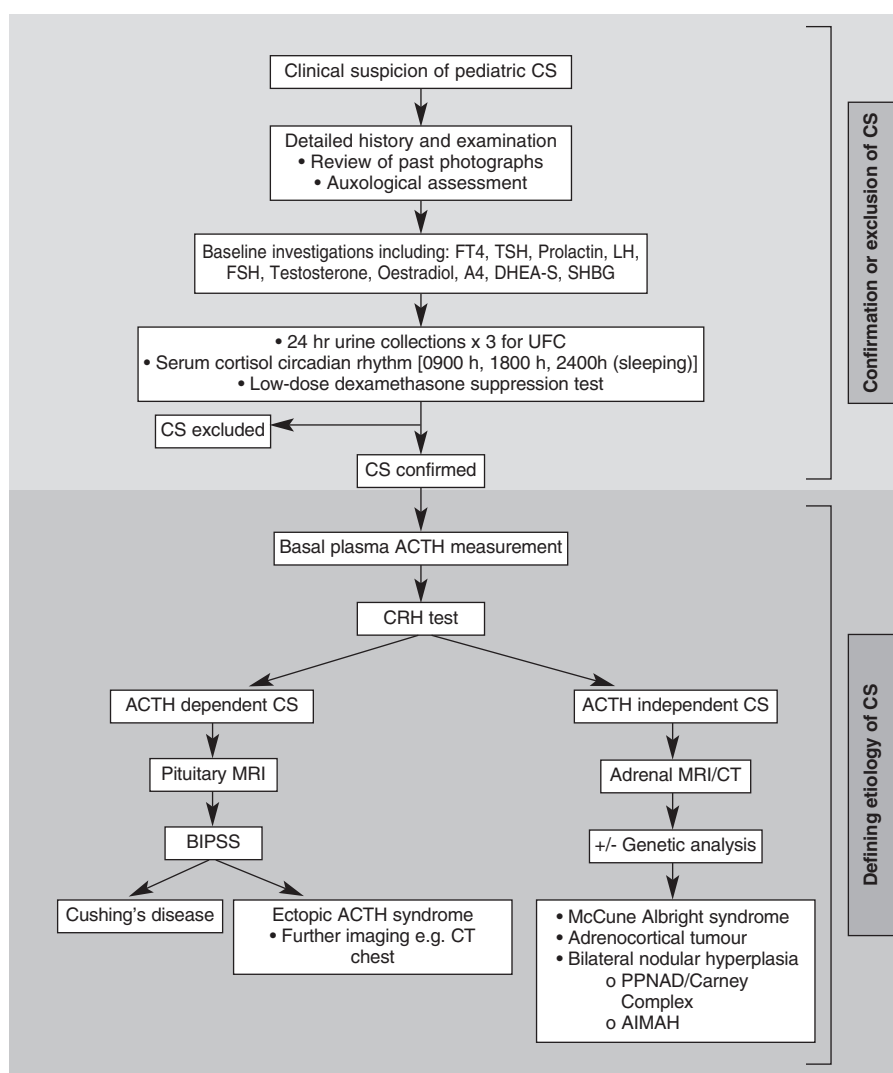 Clinical suspicion of pediatric CS
Detailed history and examination
• Review of past photographs
• Auxological assessment
Baseline investigations including: FT4, TSH, Prolactin, LH,
FSH, Testosterone, Oestradiol, A4, DHEA-S, SHBG
• 24 hr urine collections x 3 for UFC
• Serum cortisol circadian rhythm [0900 h, 1800 h, 2400h (sleeping)]
• Low-dose dexamethasone suppression test
CS excluded
CS confirmed
Confirmation or exclusion of CS
Basal plasma ACTH measurement
CRH test
ACTH dependent CS
Pituitary MRI
BIPSS
Cushing's disease
Ectopic ACTH syndrome
• Further imaging e.g. CT
chest
ACTH independent CS
Adrenal MRI/CT
+/- Genetic analysis
• McCune Albright syndrome
• Adrenocortical tumour
• Bilateral nodular hyperplasia
o PPNAD/Carney
Complex
o AIMAH
Defining etiology of CS